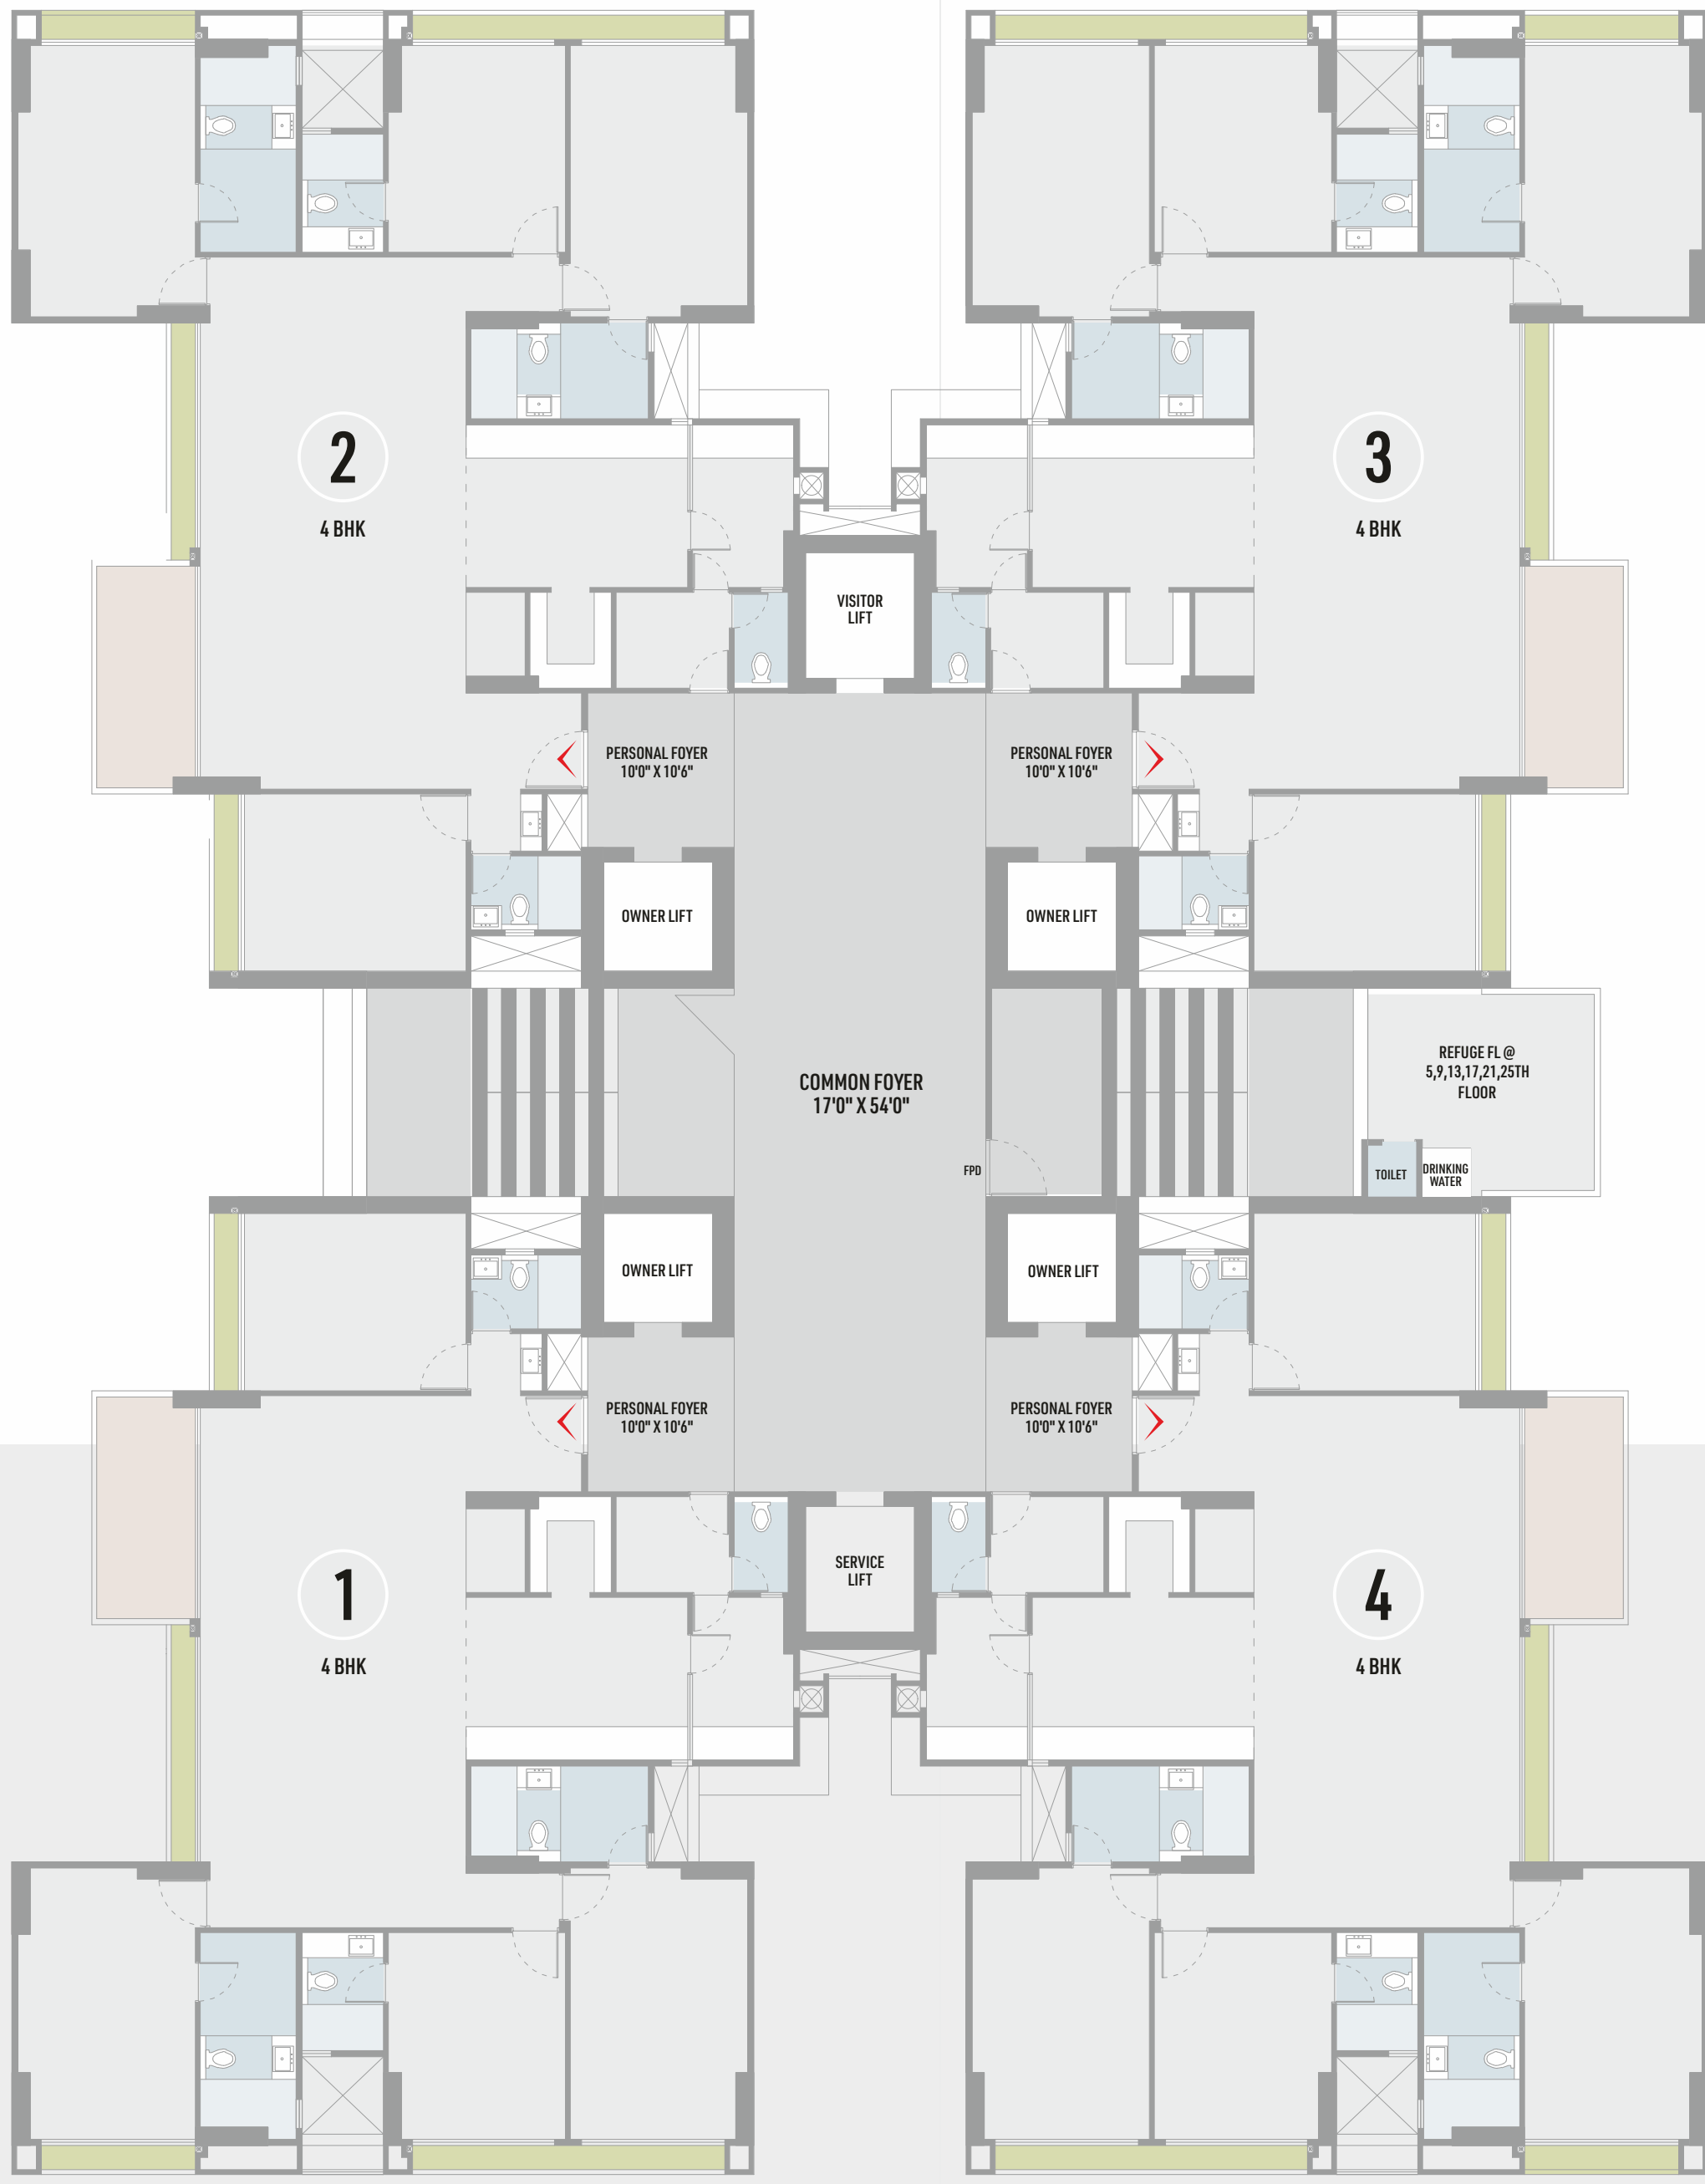 2
4 BHK
3
4 BHK
VISITOR
LIFT
PERSONAL FOYER
10'0" X 10'6"
PERSONAL FOYER
10'0" X 10'6"
OWNER LIFT
OWNER LIFT
COMMON FOYER
17'0" X 54'0"
REFUGE FL @
5,9,13,17,21,25TH
FLOOR
FPD
TOILET
DRINKING
WATER
OWNER LIFT
OWNER LIFT
PERSONAL FOYER
10'0" X 10'6"
PERSONAL FOYER
10'0" X 10'6"
SERVICE
LIFT
1
4 BHK
4
4 BHK